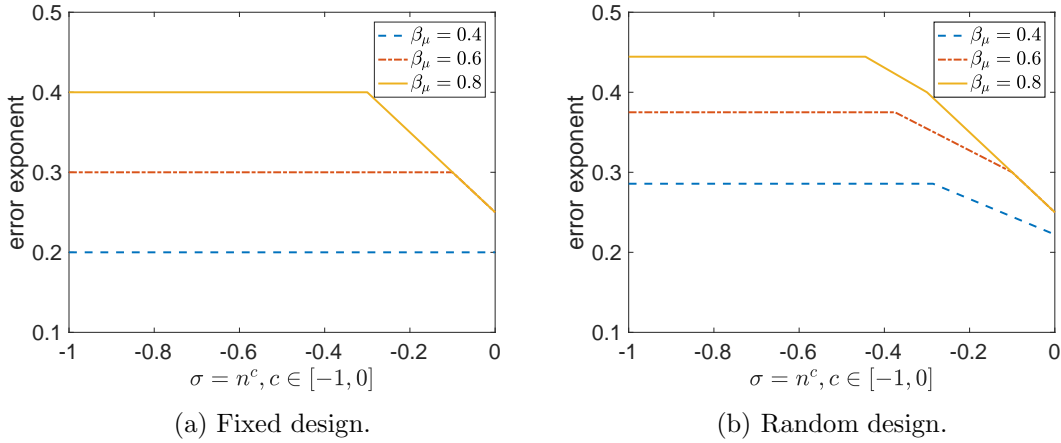 0.5
0.4
0.3
0.2
0.1
error exponent
β_μ = 0.4
β_μ = 0.6
β_μ = 0.8
-1 -0.8 -0.6 -0.4 -0.2 0
σ = n^c, c ∈ [−1, 0]
(a) Fixed design.
0.5
0.4
0.3
0.2
0.1
error exponent
β_μ = 0.4
β_μ = 0.6
β_μ = 0.8
-1 -0.8 -0.6 -0.4 -0.2 0
σ = n^c, c ∈ [−1, 0]
(b) Random design.